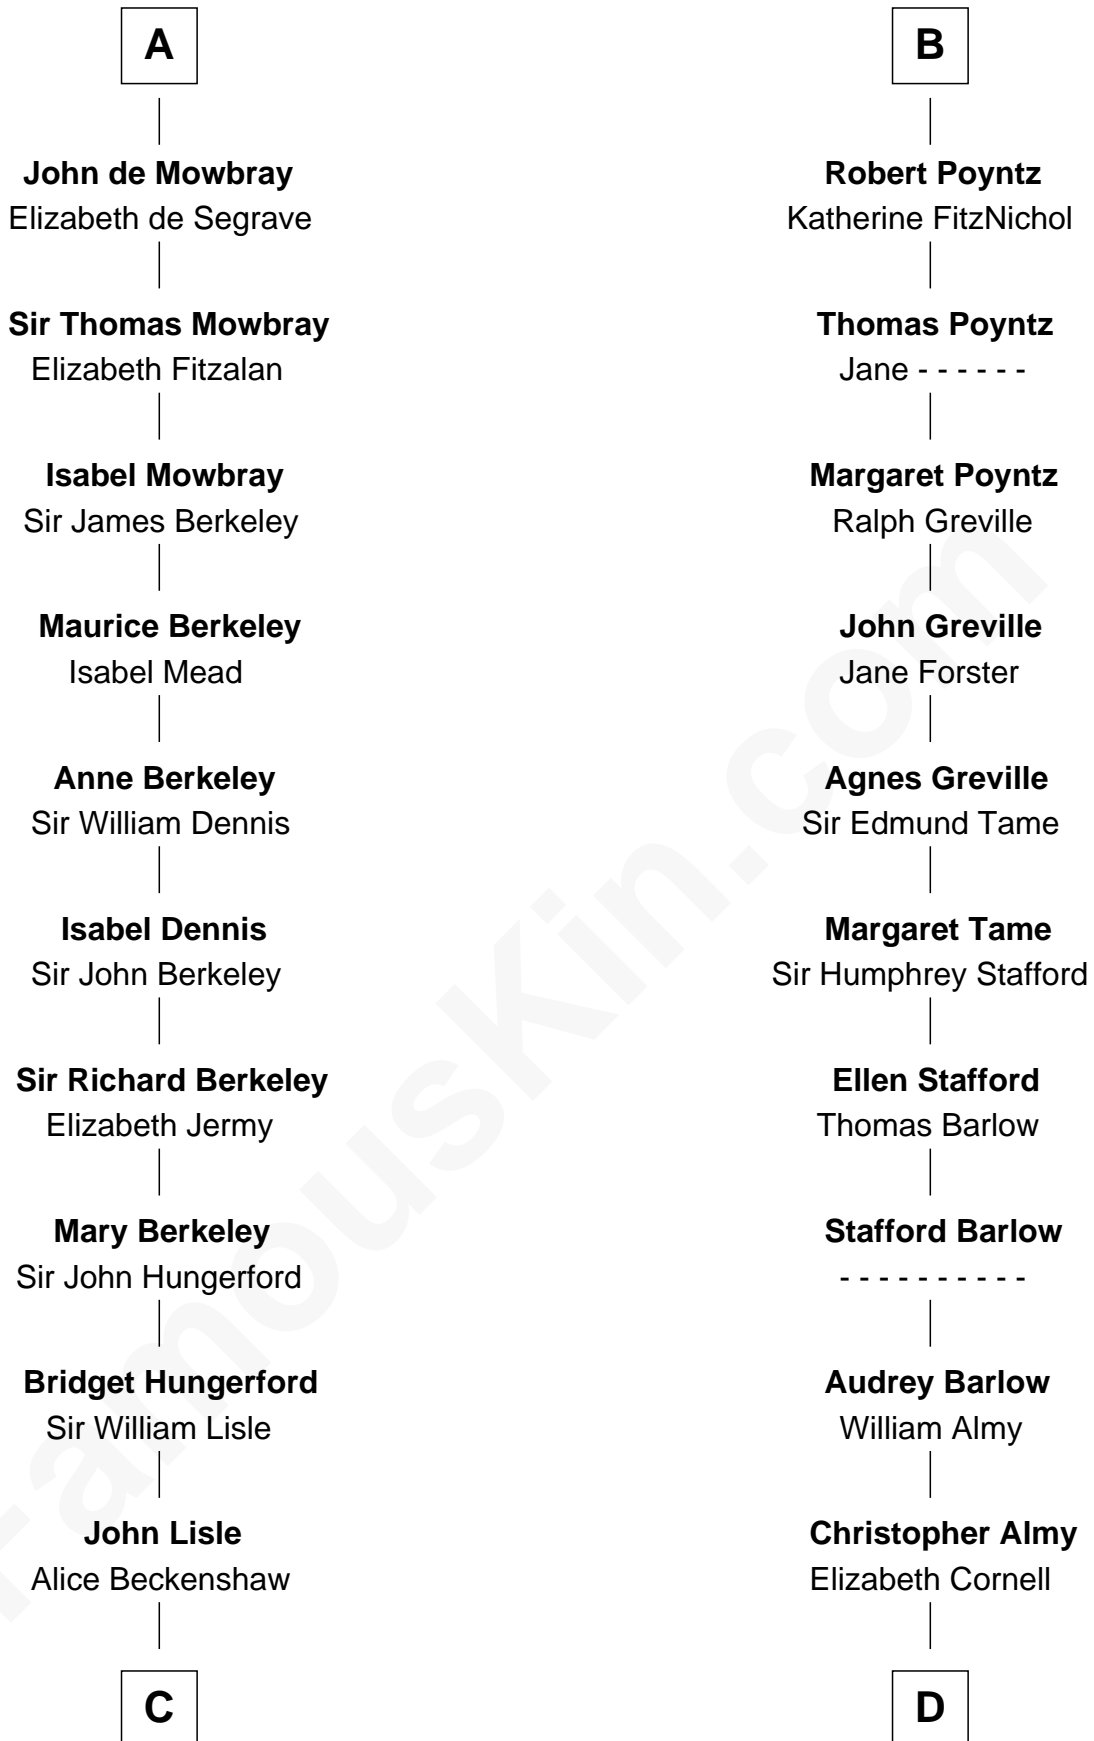 A
John de Mowbray
Elizabeth de Segrave
Sir Thomas Mowbray
Elizabeth Fitzalan
Isabel Mowbray
Sir James Berkeley
Maurice Berkeley
Isabel Mead
Anne Berkeley
Sir William Dennis
Isabel Dennis
Sir John Berkeley
Sir Richard Berkeley
Elizabeth Jermy
Mary Berkeley
Sir John Hungerford
Bridget Hungerford
Sir William Lisle
John Lisle
Alice Beckenshaw
C
B
Robert Poyntz
Katherine FitzNichol
Thomas Poyntz
Jane - - - - - -
Margaret Poyntz
Ralph Greville
John Greville
Jane Forster
Agnes Greville
Sir Edmund Tame
Margaret Tame
Sir Humphrey Stafford
Ellen Stafford
Thomas Barlow
Stafford Barlow
- - - - - - - - - -
Audrey Barlow
William Almy
Christopher Almy
Elizabeth Cornell
D
FamousKin.com